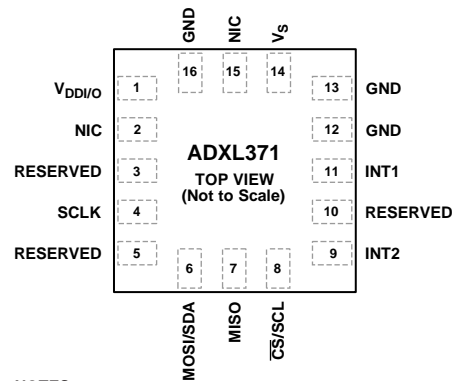 GND
NIC
VS
16
15
14
VDDI/O
1
13
GND
NIC
2
12
GND
ADXL371
TOP VIEW
(Not to Scale)
RESERVED
3
11
INT1
SCLK
4
10
RESERVED
RESERVED
5
9
INT2
6
7
8
MOSI/SDA
MISO
CS/SCL